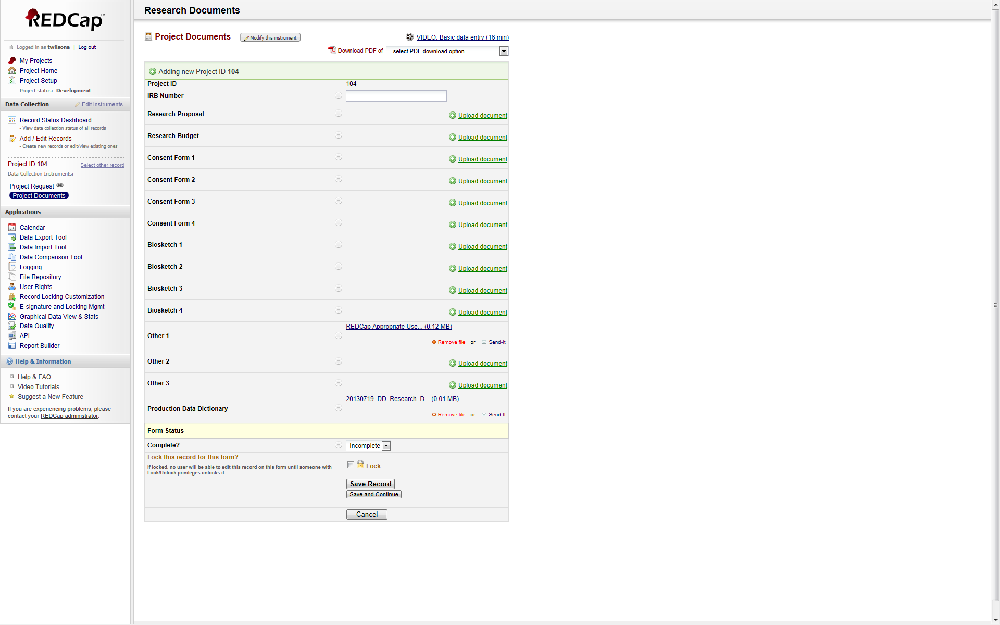 REDCap™
Logged in as twilsona | Log out
My Projects
Project Home
Project Setup
Project status: Development
Data Collection
Edit instruments
Record Status Dashboard
- View data collection status of all records
Add / Edit Records
- Create new records or edit/view existing ones
Project ID 104
Select other record
Data Collection Instruments:
Project Request
Project Documents
Applications
31 Calendar
Data Export Tool
Data Import Tool
Data Comparison Tool
Logging
File Repository
User Rights
Record Locking Customization
E-signature and Locking Mgmt
Graphical Data View & Stats
Data Quality
API
Report Builder
Help & Information
Help & FAQ
Video Tutorials
Suggest a New Feature
If you are experiencing problems, please
contact your REDCap administrator.
Research Documents
Project Documents
Modify this instrument
VIDEO: Basic data entry (16 min)
Download PDF of - select PDF download option -
Adding new Project ID 104
Project ID 104
IRB Number H
Research Proposal H Upload document
Research Budget H Upload document
Consent Form 1 H Upload document
Consent Form 2 H Upload document
Consent Form 3 H Upload document
Consent Form 4 H Upload document
Biosketch 1 H Upload document
Biosketch 2 H Upload document
Biosketch 3 H Upload document
Biosketch 4 H Upload document
REDCap Appropriate Use... (0.12 MB)
Other 1 H
Remove file or Send-It
Other 2 H Upload document
Other 3 H Upload document
20130719_DD_Research_D... (0.01 MB)
Production Data Dictionary H
Remove file or Send-It
Form Status
Complete? H Incomplete
Lock this record for this form?
If locked, no user will be able to edit this record on this form until someone with
Lock/Unlock privileges unlocks it.
Lock
Save Record
Save and Continue
-- Cancel --